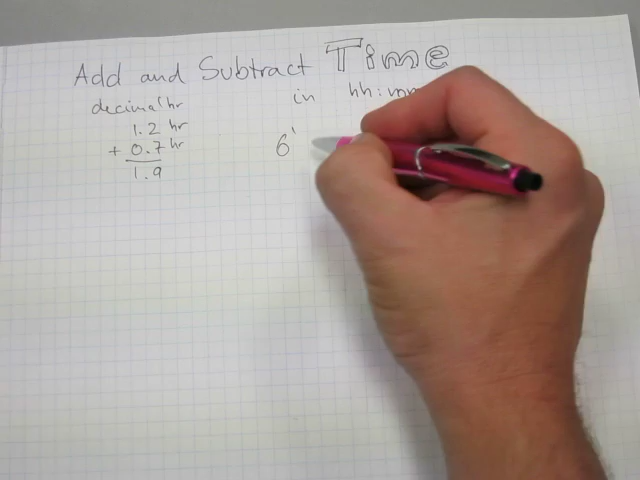 Add and Subtract Time
decimal hr in hh:mm
1.2 hr
+ 0.7 hr
1.9
6'